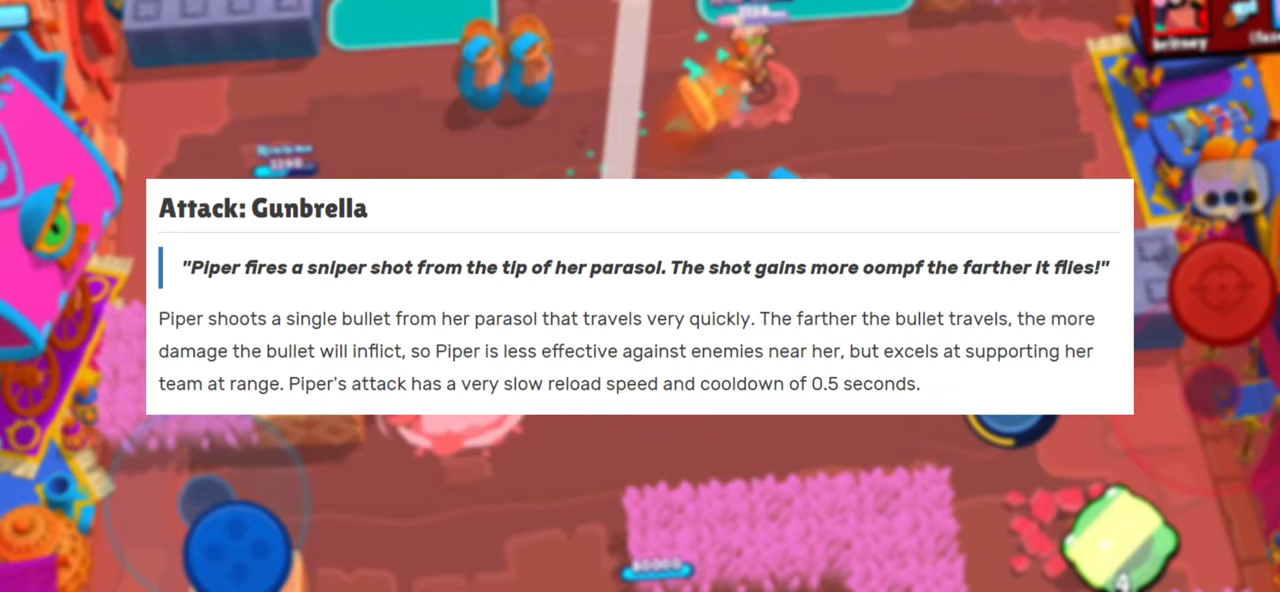 Attack: Gunbrella
"Piper fires a sniper shot from the tip of her parasol. The shot gains more oompf the farther it flies!"
Piper shoots a single bullet from her parasol that travels very quickly. The farther the bullet travels, the more
damage the bullet will inflict, so Piper is less effective against enemies near her, but excels at supporting her
team at range. Piper's attack has a very slow reload speed and cooldown of 0.5 seconds.
4